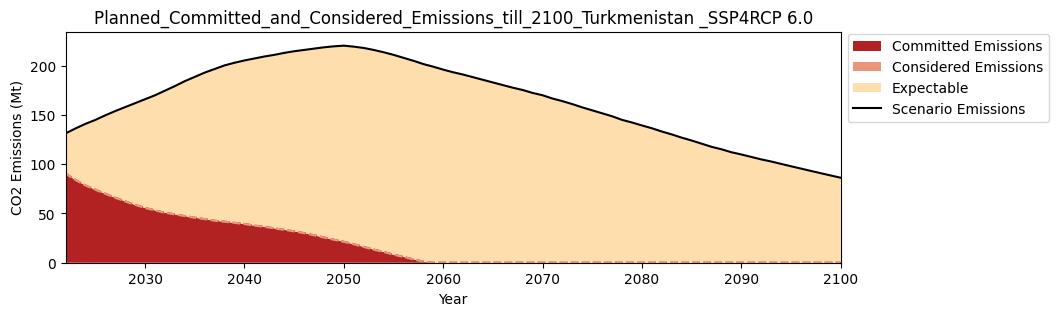 Planned_Committed_and_Considered_Emissions_till_2100_Turkmenistan _SSP4RCP 6.0
Committed Emissions
Considered Emissions
Expectable
Scenario Emissions
CO2 Emissions (Mt)
200
150
100
50
0
2030 2040 2050 2060 2070 2080 2090 2100
Year